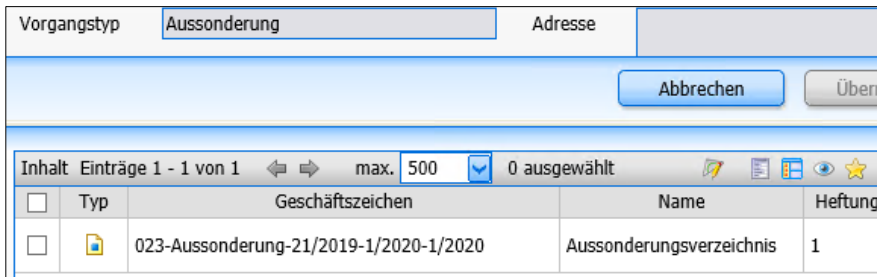 Vorgangstyp Aussonderung Adresse
Abbrechen
Inhalt Einträge 1 - 1 von 1 max. 500 0 ausgewählt
Typ Geschäftszeichen Name Heftung
023-Aussonderung-21/2019-1/2020-1/2020 Aussonderungsverzeichnis 1